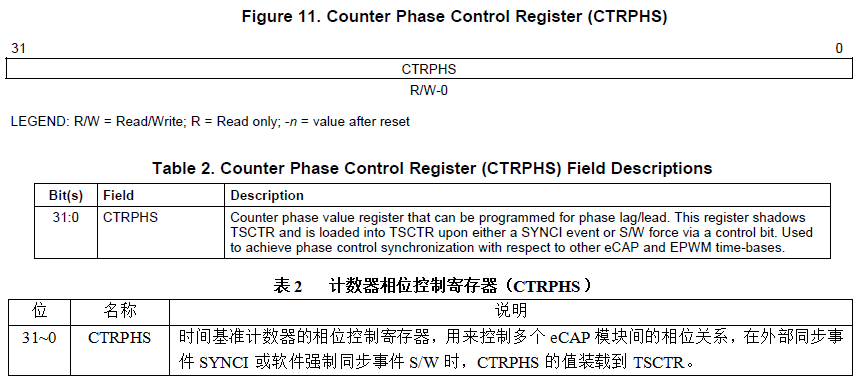 Figure 11. Counter Phase Control Register (CTRPHS)
31 0
CTRPHS
R/W-0
LEGEND: R/W = Read/Write; R = Read only; -n = value after reset
Table 2. Counter Phase Control Register (CTRPHS) Field Descriptions
Bit(s) Field Description
31:0 CTRPHS Counter phase value register that can be programmed for phase lag/lead. This register shadows
TSCTR and is loaded into TSCTR upon either a SYNCI event or S/W force via a control bit. Used
to achieve phase control synchronization with respect to other eCAP and EPWM time-bases.
表 2 计数器相位控制寄存器（CTRPHS）
位 名称 说明
31~0 CTRPHS 时间基准计数器的相位控制寄存器，用来控制多个 eCAP 模块间的相位关系，在外部同步事
件 SYNCI 或软件强制同步事件 S/W 时，CTRPHS 的值装载到 TSCTR。